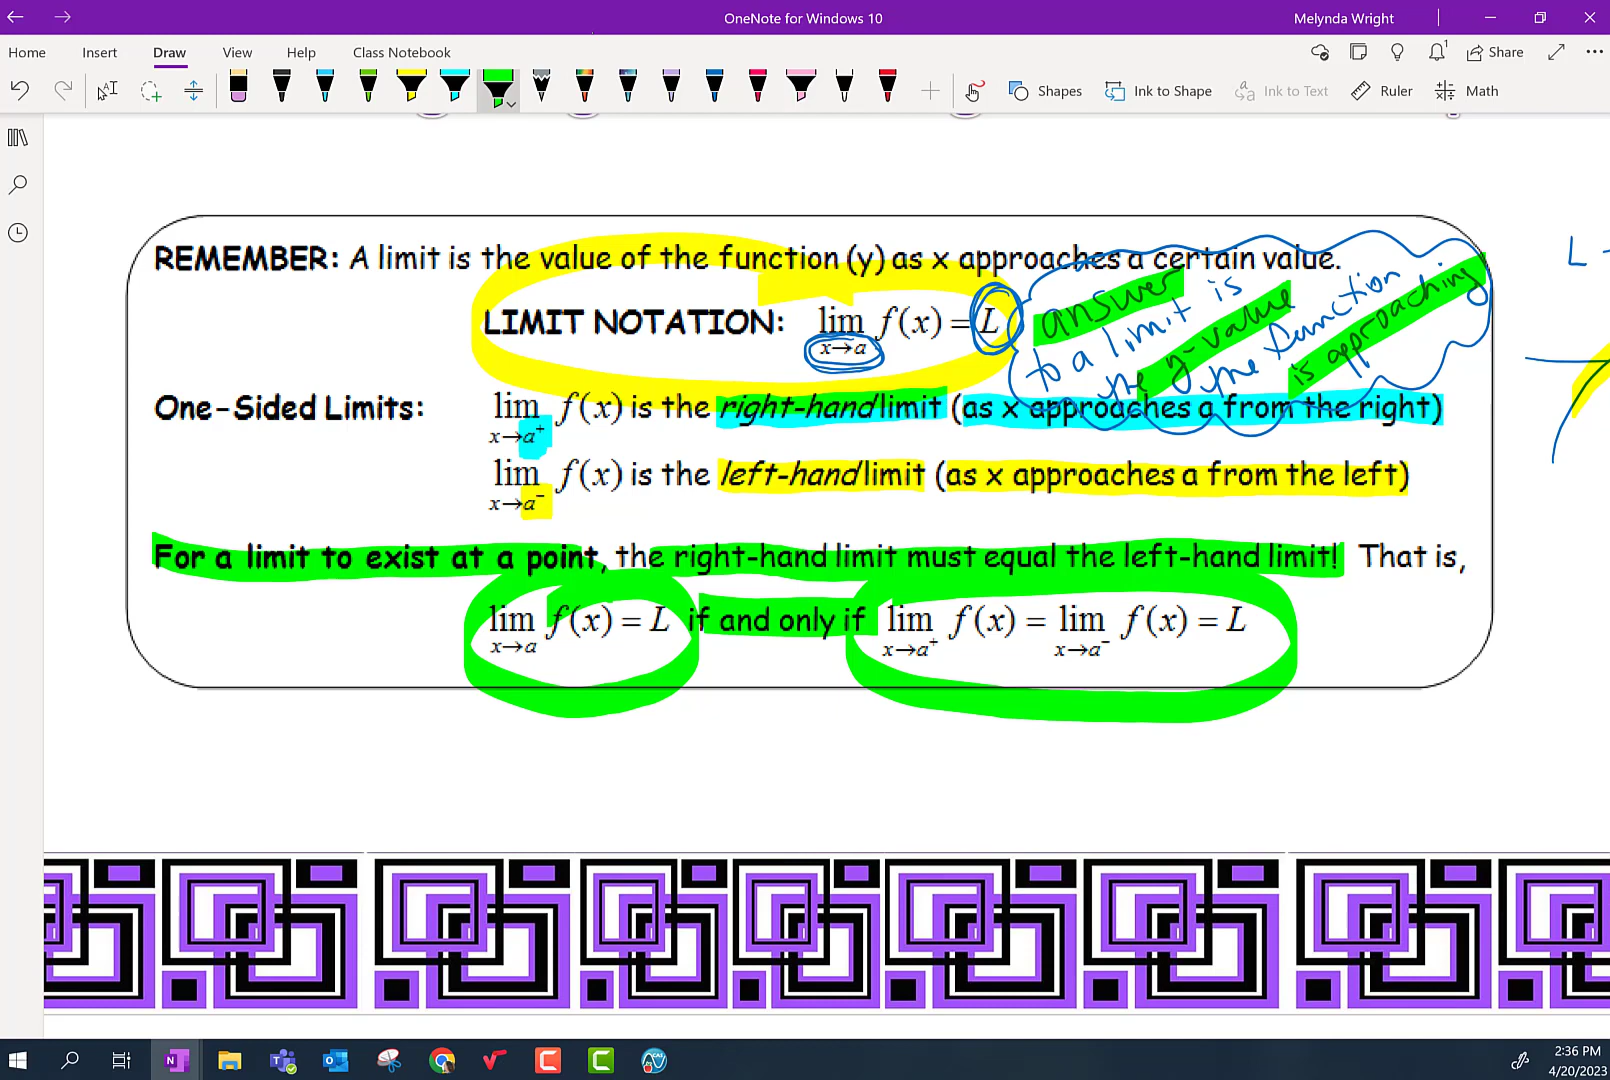 OneNote for Windows 10
Melynda Wright
Home Insert Draw View Help Class Notebook
Share
Shapes Ink to Shape Ink to Text Ruler Math
REMEMBER: A limit is the value of the function (y) as x approaches a certain value.
LIMIT NOTATION: lim x→a f(x) = L
answer
to a limit is
the y-value
the function
is approaching
L
One-Sided Limits: lim x→a⁺ f(x) is the right-hand limit (as x approaches a from the right)
lim x→a⁻ f(x) is the left-hand limit (as x approaches a from the left)
For a limit to exist at a point, the right-hand limit must equal the left-hand limit! That is,
lim x→a f(x) = L if and only if lim x→a⁺ f(x) = lim x→a⁻ f(x) = L
2:36 PM
4/20/2023